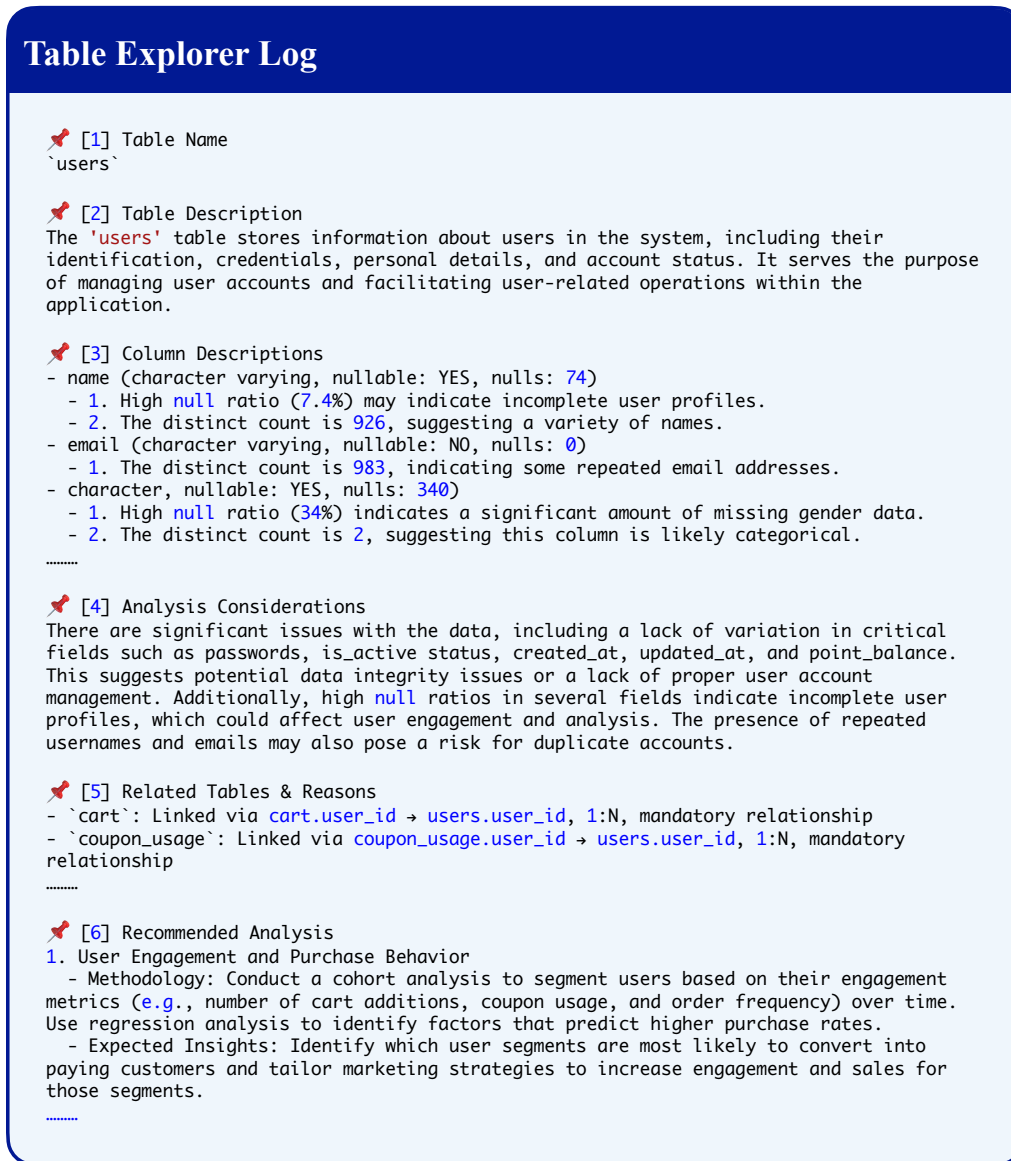 Table Explorer Log
📌 [1] Table Name
`users`
📌 [2] Table Description
The 'users' table stores information about users in the system, including their
identification, credentials, personal details, and account status. It serves the purpose
of managing user accounts and facilitating user-related operations within the
application.
📌 [3] Column Descriptions
- name (character varying, nullable: YES, nulls: 74)
- 1. High null ratio (7.4%) may indicate incomplete user profiles.
- 2. The distinct count is 926, suggesting a variety of names.
- email (character varying, nullable: NO, nulls: 0)
- 1. The distinct count is 983, indicating some repeated email addresses.
- character, nullable: YES, nulls: 340)
- 1. High null ratio (34%) indicates a significant amount of missing gender data.
- 2. The distinct count is 2, suggesting this column is likely categorical.
………
📌 [4] Analysis Considerations
There are significant issues with the data, including a lack of variation in critical
fields such as passwords, is_active status, created_at, updated_at, and point_balance.
This suggests potential data integrity issues or a lack of proper user account
management. Additionally, high null ratios in several fields indicate incomplete user
profiles, which could affect user engagement and analysis. The presence of repeated
usernames and emails may also pose a risk for duplicate accounts.
📌 [5] Related Tables & Reasons
- `cart`: Linked via cart.user_id → users.user_id, 1:N, mandatory relationship
- `coupon_usage`: Linked via coupon_usage.user_id → users.user_id, 1:N, mandatory
relationship
………
📌 [6] Recommended Analysis
1. User Engagement and Purchase Behavior
- Methodology: Conduct a cohort analysis to segment users based on their engagement
metrics (e.g., number of cart additions, coupon usage, and order frequency) over time.
Use regression analysis to identify factors that predict higher purchase rates.
- Expected Insights: Identify which user segments are most likely to convert into
paying customers and tailor marketing strategies to increase engagement and sales for
those segments.
………